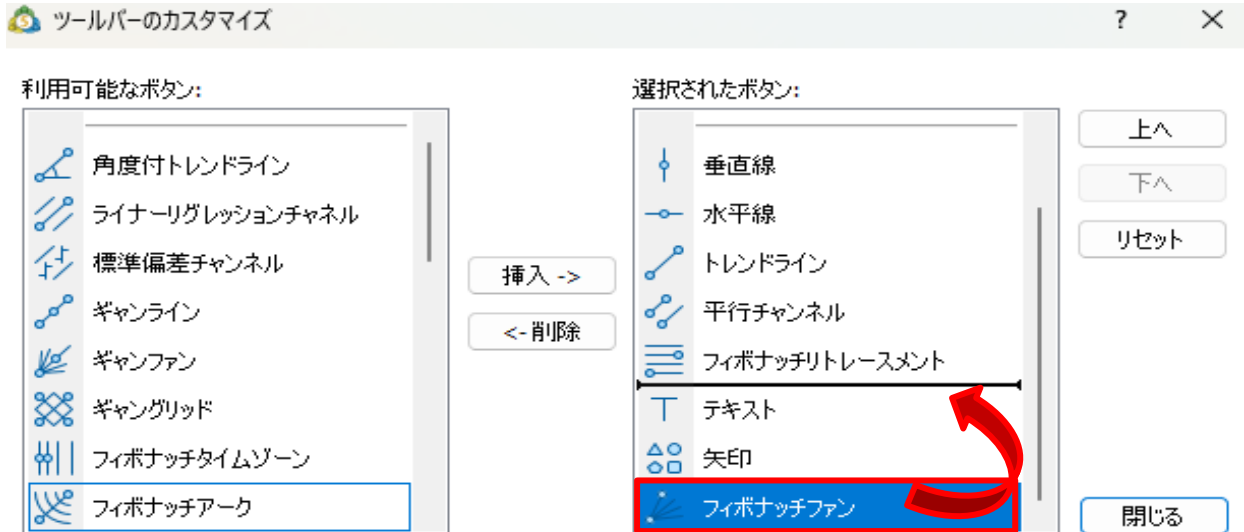 ツールバーのカスタマイズ
?
×
利用可能なボタン:
角度付トレンドライン
ライナーリグレッションチャネル
標準偏差チャンネル
ギャンライン
ギャンファン
ギャングリッド
フィボナッチタイムゾーン
フィボナッチアーク
挿入 ->
<- 削除
選択されたボタン:
垂直線
水平線
トレンドライン
平行チャンネル
フィボナッチリトレースメント
テキスト
矢印
フィボナッチファン
上へ
下へ
リセット
閉じる